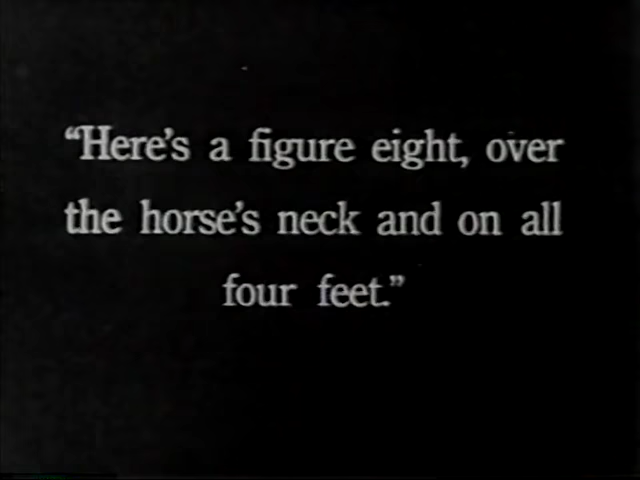 “Here’s a figure eight, over
the horse’s neck and on all
four feet.”